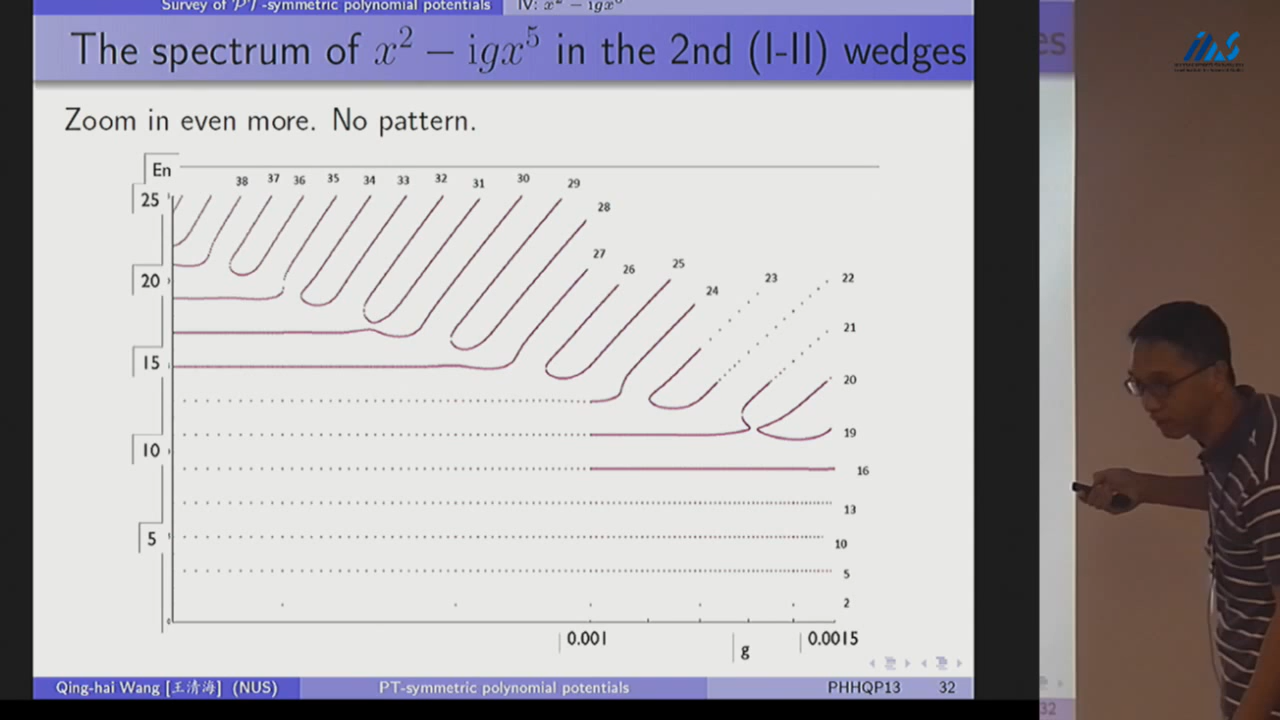 Survey of PT-symmetric polynomial potentials
IV: x² − igx⁵
The spectrum of x² − igx⁵ in the 2nd (I-II) wedges
Zoom in even more. No pattern.
En
25
20
15
10
5
0
38 37 36 35 34 33 32 31 30 29
28
27
26
25
24
23
22
21
20
19
16
13
10
5
2
0.001
g
0.0015
Qing-hai Wang [王清海] (NUS)
PT-symmetric polynomial potentials
PHHQP13
32
es
32